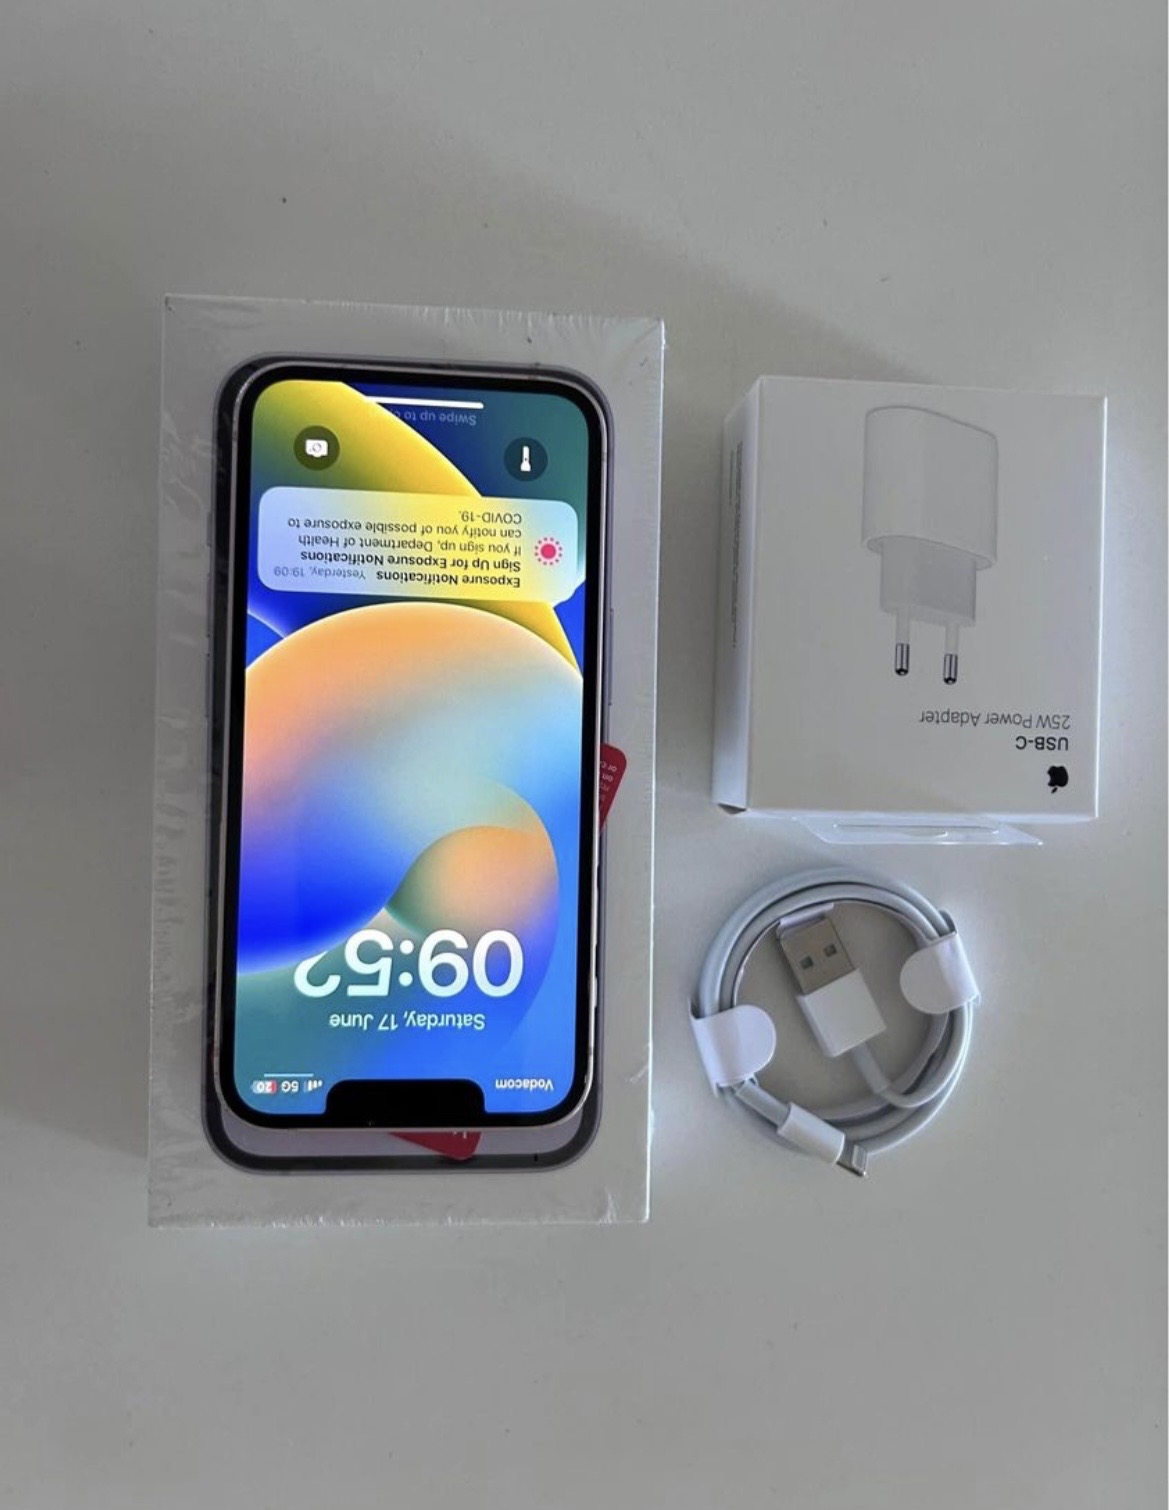 Vodacom
5G 20
Saturday, 17 June
09:52
Exposure Notifications Yesterday, 19:09
Sign Up for Exposure Notifications
If you sign up, Department of Health
can notify you of possible exposure to
COVID-19.
Swipe up to
USB-C
25W Power Adapter
on
or